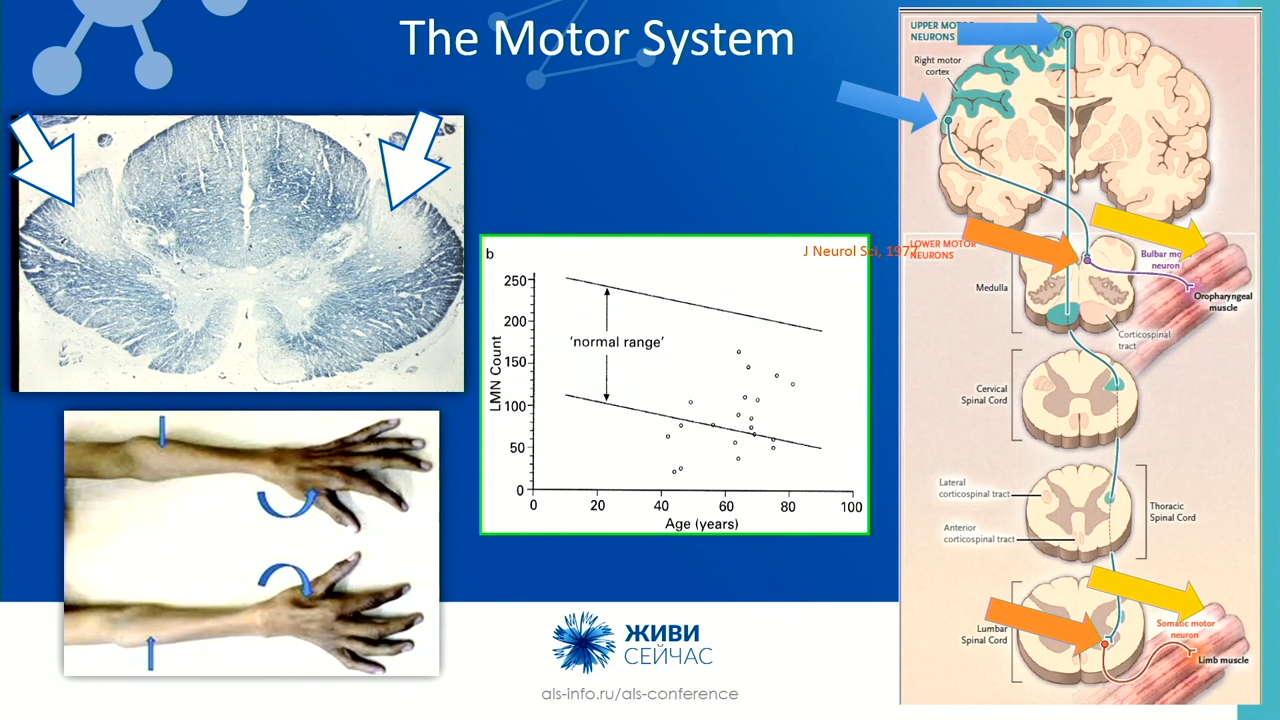 The Motor System
b
J Neurol Sci, 1977
LMN Count
250
200
150
100
50
0
'normal range'
0
20
40
60
80
100
Age (years)
ЖИВИ
СЕЙЧАС
als-info.ru/als-conference
UPPER MOTOR
NEURONS
Right motor
cortex
LOWER MOTOR
NEURONS
Bulbar
neuron
Medulla
Oropharyngeal
muscle
Corticospinal
tract
Cervical
Spinal Cord
Lateral
corticospinal tract
Anterior
corticospinal tract
Thoracic
Spinal Cord
Lumbar
Spinal Cord
Somatic motor
neuron
Limb muscle